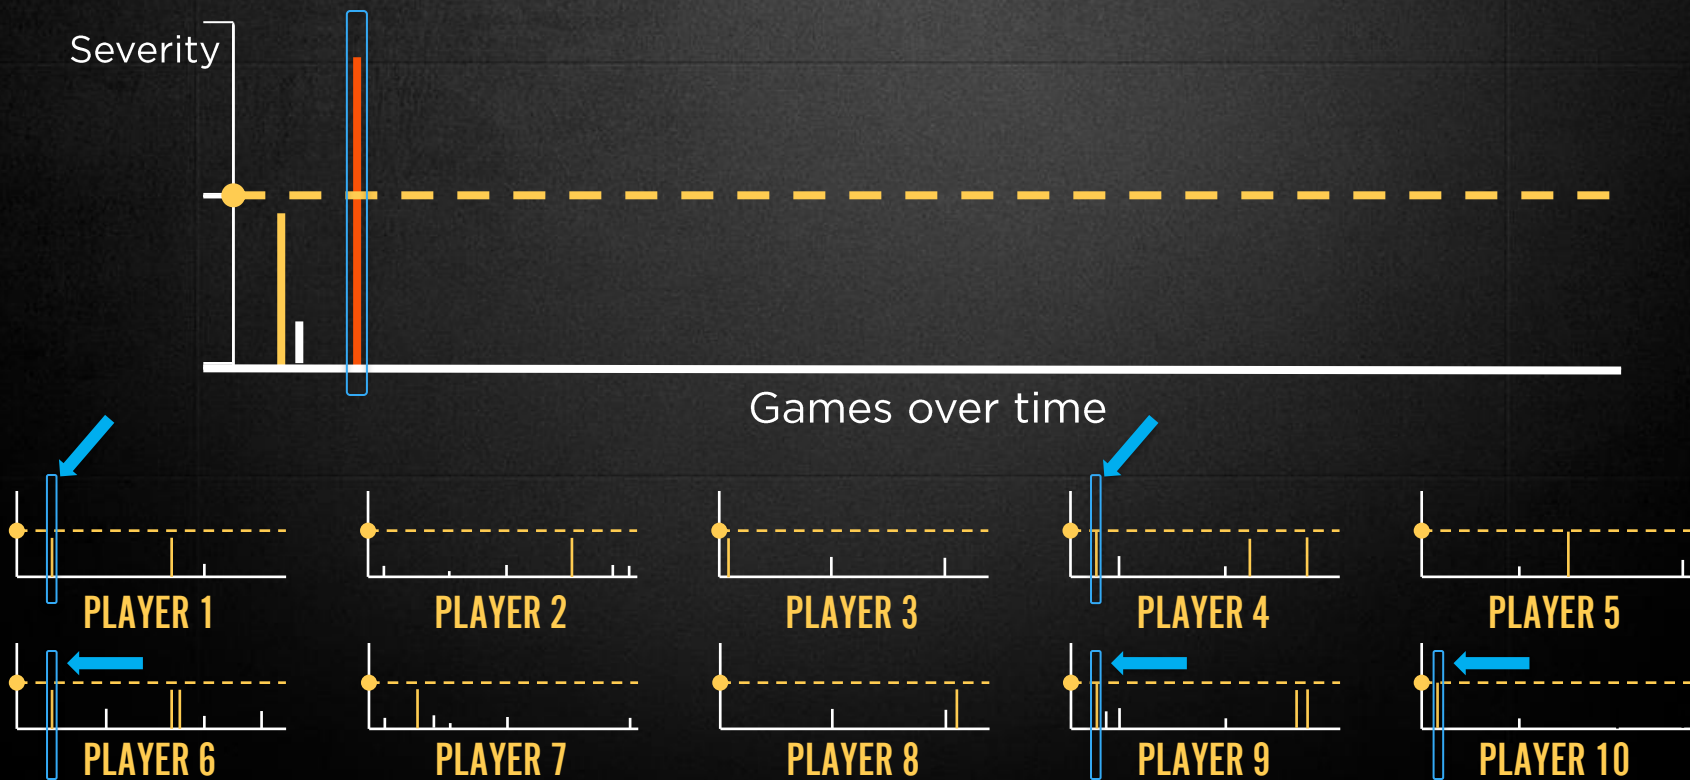 Severity
Games over time
PLAYER 1
PLAYER 2
PLAYER 3
PLAYER 4
PLAYER 5
PLAYER 6
PLAYER 7
PLAYER 8
PLAYER 9
PLAYER 10